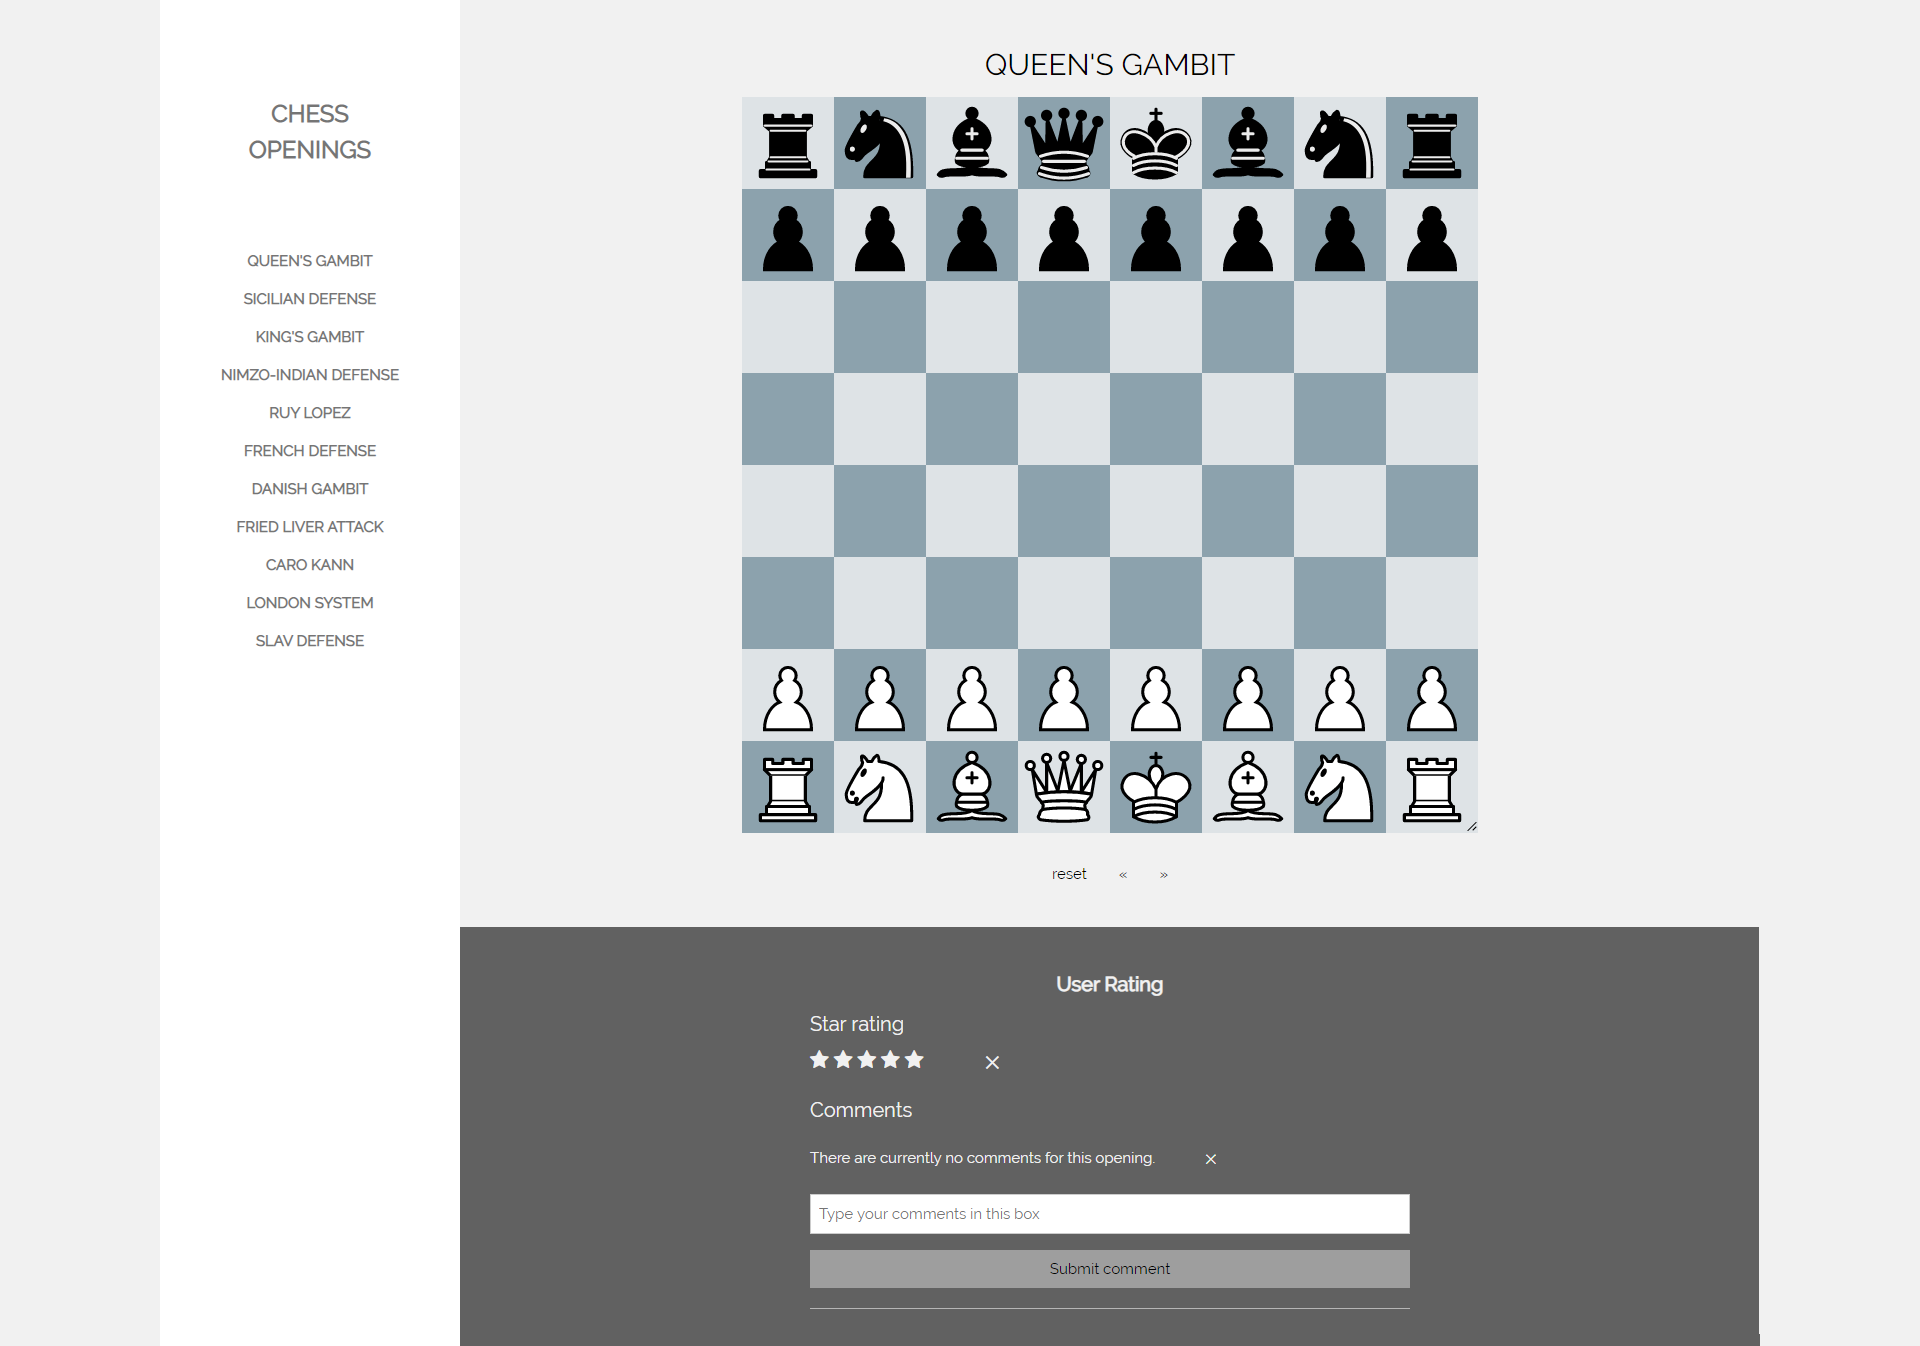 CHESS
OPENINGS
QUEEN'S GAMBIT
SICILIAN DEFENSE
KING'S GAMBIT
NIMZO-INDIAN DEFENSE
RUY LOPEZ
FRENCH DEFENSE
DANISH GAMBIT
FRIED LIVER ATTACK
CARO KANN
LONDON SYSTEM
SLAV DEFENSE
QUEEN'S GAMBIT
reset « »
User Rating
Star rating
Comments
There are currently no comments for this opening.
Type your comments in this box
Submit comment